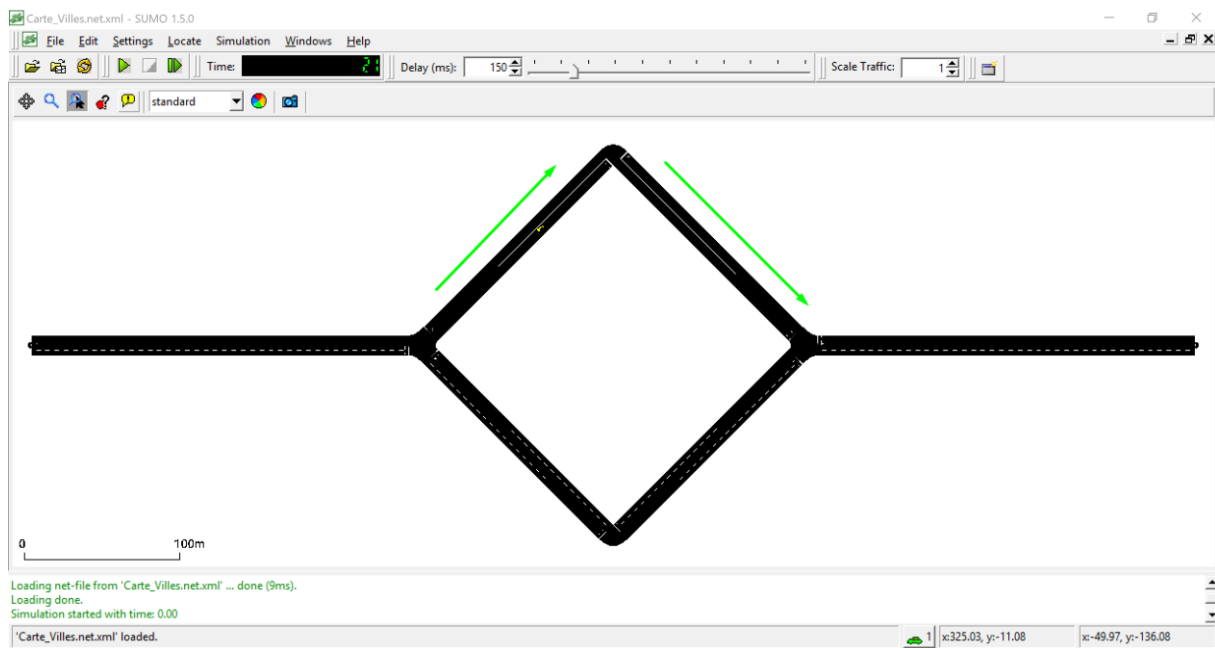 Carte_Villes.net.xml - SUMO 1.5.0
File Edit Settings Locate Simulation Windows Help
Time: 21 Delay (ms): 150 Scale Traffic: 1
standard
0 100m
Loading net-file from 'Carte_Villes.net.xml' ... done (9ms).
Loading done.
Simulation started with time: 0.00
'Carte_Villes.net.xml' loaded. 1 x:325.03, y:-11.08 x:-49.97, y:-136.08